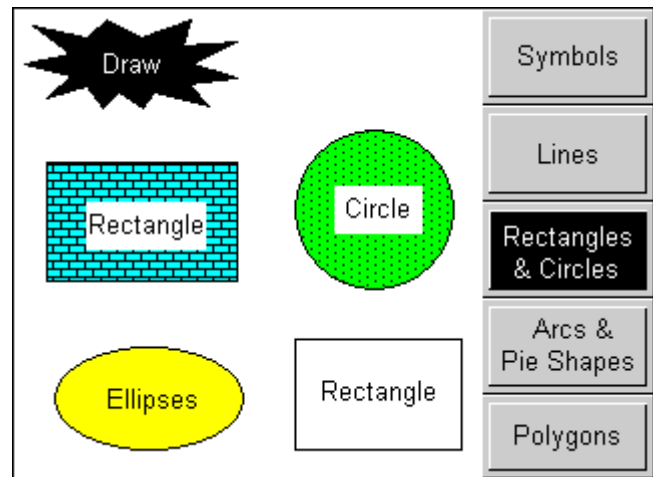 Draw
Rectangle
Circle
Ellipses
Rectangle
Symbols
Lines
Rectangles
& Circles
Arcs &
Pie Shapes
Polygons